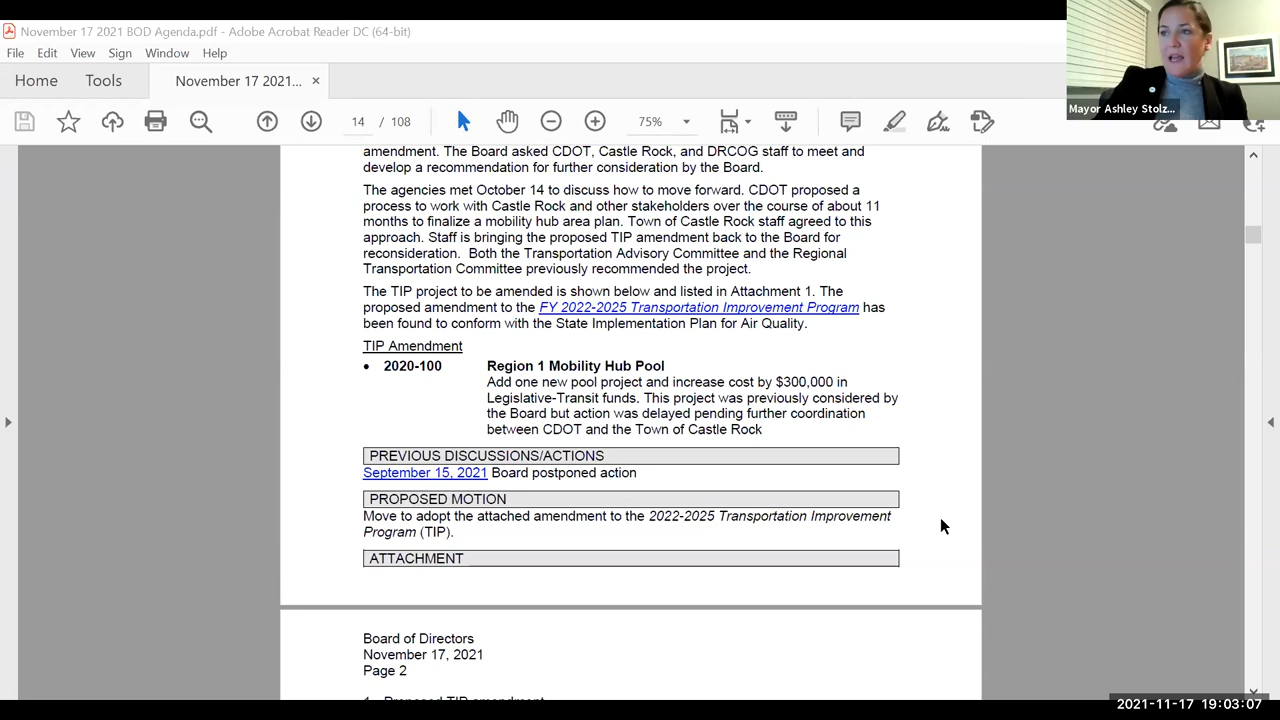 November 17 2021 BOD Agenda.pdf - Adobe Acrobat Reader DC (64-bit)
File Edit View Sign Window Help
Home Tools November 17 2021... ×
14 / 108 75%
Mayor Ashley Stolz...
amendment. The Board asked CDOT, Castle Rock, and DRCOG staff to meet and
develop a recommendation for further consideration by the Board.
The agencies met October 14 to discuss how to move forward. CDOT proposed a
process to work with Castle Rock and other stakeholders over the course of about 11
months to finalize a mobility hub area plan. Town of Castle Rock staff agreed to this
approach. Staff is bringing the proposed TIP amendment back to the Board for
reconsideration. Both the Transportation Advisory Committee and the Regional
Transportation Committee previously recommended the project.
The TIP project to be amended is shown below and listed in Attachment 1. The
proposed amendment to the FY 2022-2025 Transportation Improvement Program has
been found to conform with the State Implementation Plan for Air Quality.
TIP Amendment
• 2020-100 Region 1 Mobility Hub Pool
Add one new pool project and increase cost by $300,000 in
Legislative-Transit funds. This project was previously considered by
the Board but action was delayed pending further coordination
between CDOT and the Town of Castle Rock
PREVIOUS DISCUSSIONS/ACTIONS
September 15, 2021 Board postponed action
PROPOSED MOTION
Move to adopt the attached amendment to the 2022-2025 Transportation Improvement
Program (TIP).
ATTACHMENT
Board of Directors
November 17, 2021
Page 2
1. Proposed TIP amendment
2021-11-17 19:03:07